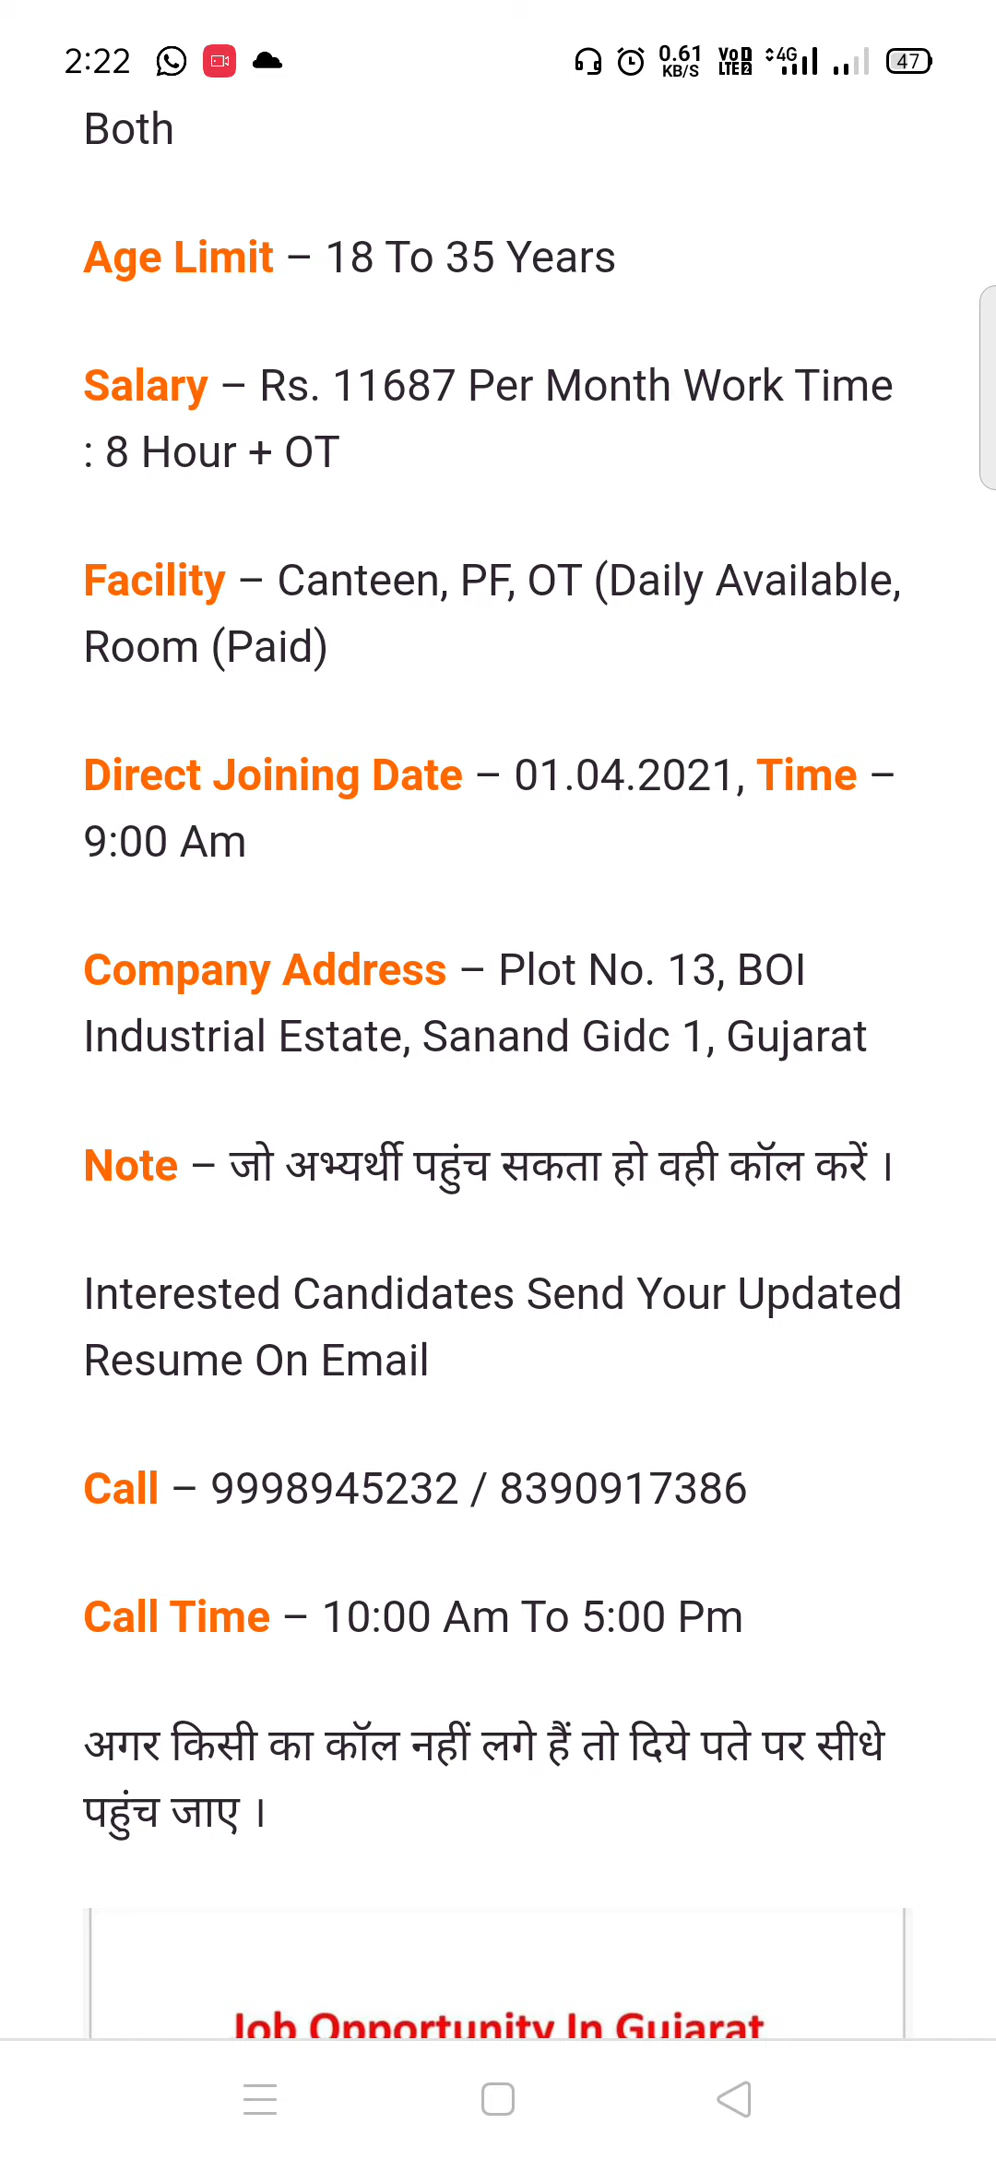 2:22
0.61
KB/S
VoD
LTE2
4G
47
Both
Age Limit – 18 To 35 Years
Salary – Rs. 11687 Per Month Work Time
: 8 Hour + OT
Facility – Canteen, PF, OT (Daily Available,
Room (Paid)
Direct Joining Date – 01.04.2021, Time –
9:00 Am
Company Address – Plot No. 13, BOI
Industrial Estate, Sanand Gidc 1, Gujarat
Note – जो अभ्यर्थी पहुंच सकता हो वही कॉल करें ।
Interested Candidates Send Your Updated
Resume On Email
Call – 9998945232 / 8390917386
Call Time – 10:00 Am To 5:00 Pm
अगर किसी का कॉल नहीं लगे हैं तो दिये पते पर सीधे
पहुंच जाए ।
Job Opportunity In Gujarat